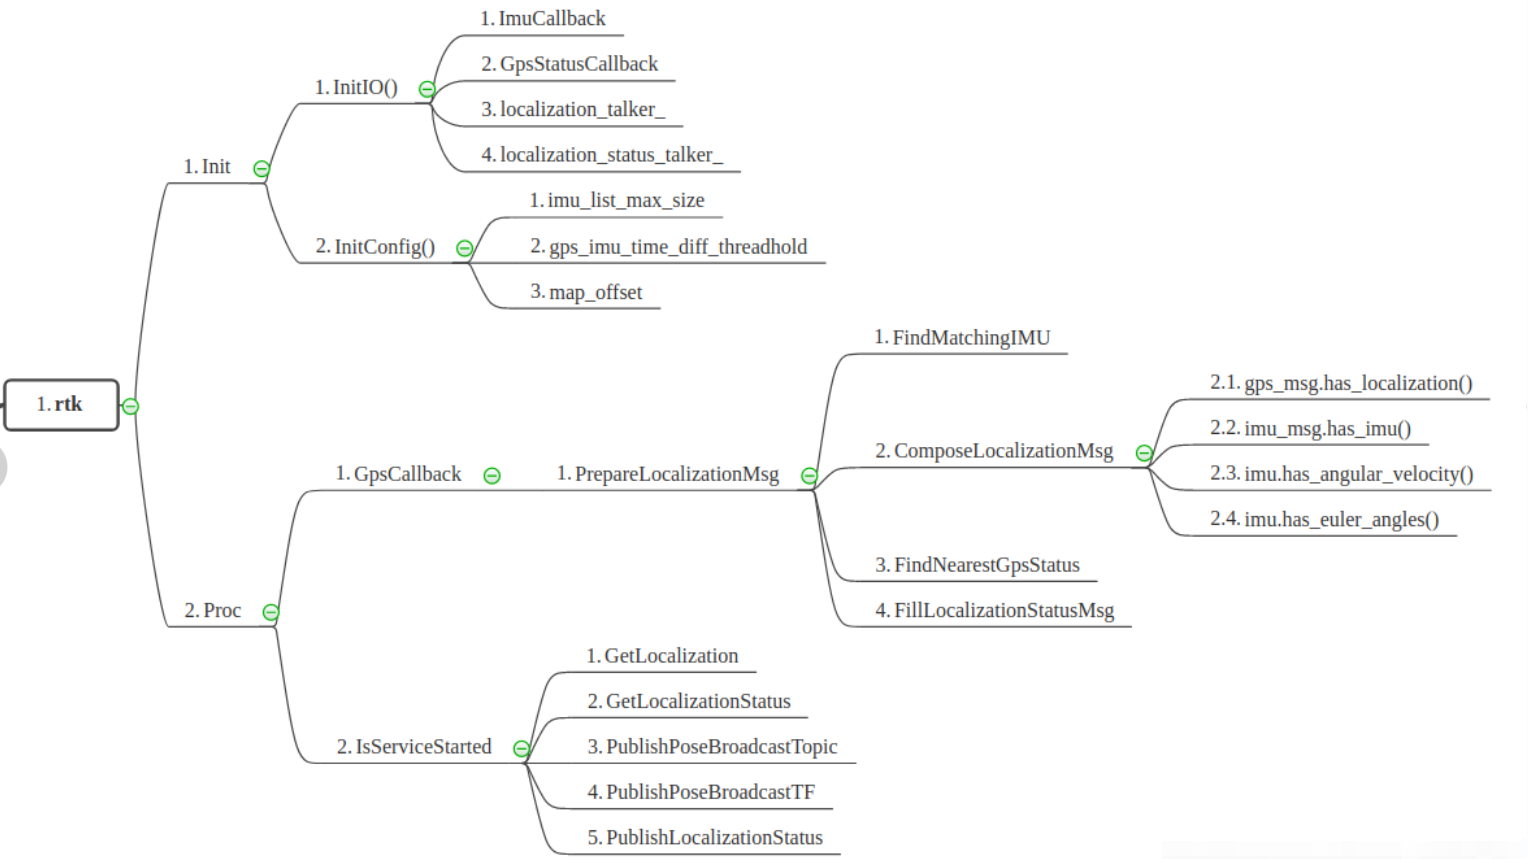 1. ImuCallback
2. GpsStatusCallback
1. InitIO()
3. localization_talker_
4. localization_status_talker_
1. Init
1. imu_list_max_size
2. InitConfig()
2. gps_imu_time_diff_threadhold
3. map_offset
1. FindMatchingIMU
2.1. gps_msg.has_localization()
1. rtk
2.2. imu_msg.has_imu()
2. ComposeLocalizationMsg
1. GpsCallback
1. PrepareLocalizationMsg
2.3. imu.has_angular_velocity()
2.4. imu.has_euler_angles()
3. FindNearestGpsStatus
2. Proc
4. FillLocalizationStatusMsg
1. GetLocalization
2. GetLocalizationStatus
2. IsServiceStarted
3. PublishPoseBroadcastTopic
4. PublishPoseBroadcastTF
5. PublishLocalizationStatus